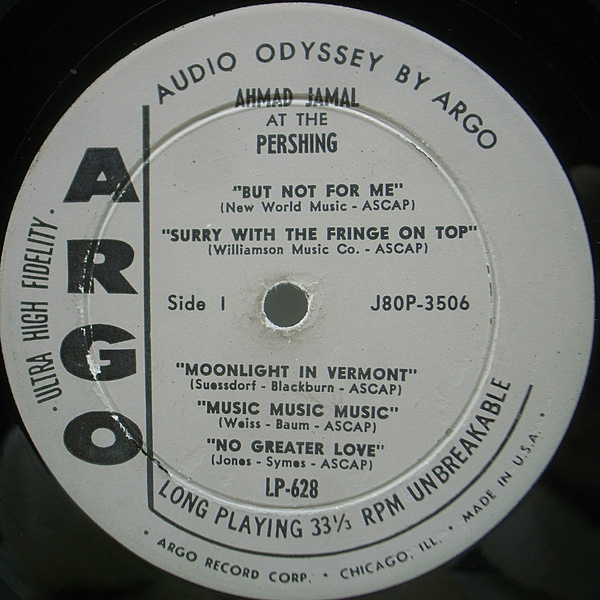 AUDIO ODYSSEY BY ARGO
AHMAD JAMAL
AT THE
PERSHING
"BUT NOT FOR ME"
(New World Music - ASCAP)
"SURRY WITH THE FRINGE ON TOP"
(Williamson Music Co. - ASCAP)
Side 1
J80P-3506
"MOONLIGHT IN VERMONT"
(Suessdorf - Blackburn - ASCAP)
"MUSIC MUSIC MUSIC"
(Weiss - Baum - ASCAP)
"NO GREATER LOVE"
(Jones - Symes - ASCAP)
LP-628
ARGO
· ULTRA HIGH FIDELITY ·
LONG PLAYING 33⅓ RPM UNBREAKABLE
· ARGO RECORD CORP. · CHICAGO, ILL. · MADE IN U.S.A. ·